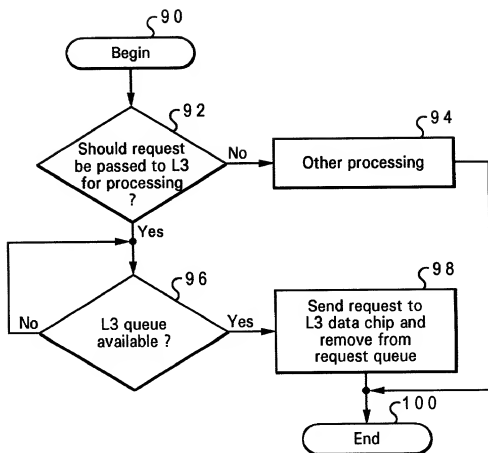 90
Begin
92
Should request
be passed to L3
for processing
?
No
94
Other processing
Yes
96
L3 queue
available ?
No
Yes
98
Send request to
L3 data chip and
remove from
request queue
100
End